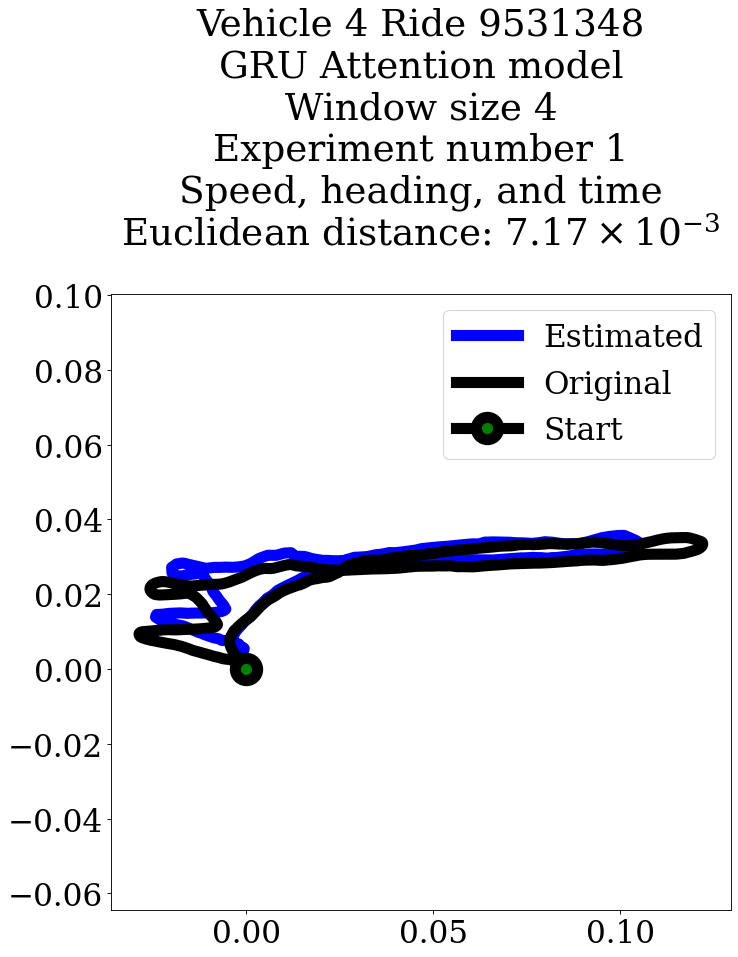 Vehicle 4 Ride 9531348
GRU Attention model
Window size 4
Experiment number 1
Speed, heading, and time
Euclidean distance: 7.17 × 10⁻³
0.10
0.08
0.06
0.04
0.02
0.00
−0.02
−0.04
−0.06
Estimated
Original
Start
0.00 0.05 0.10